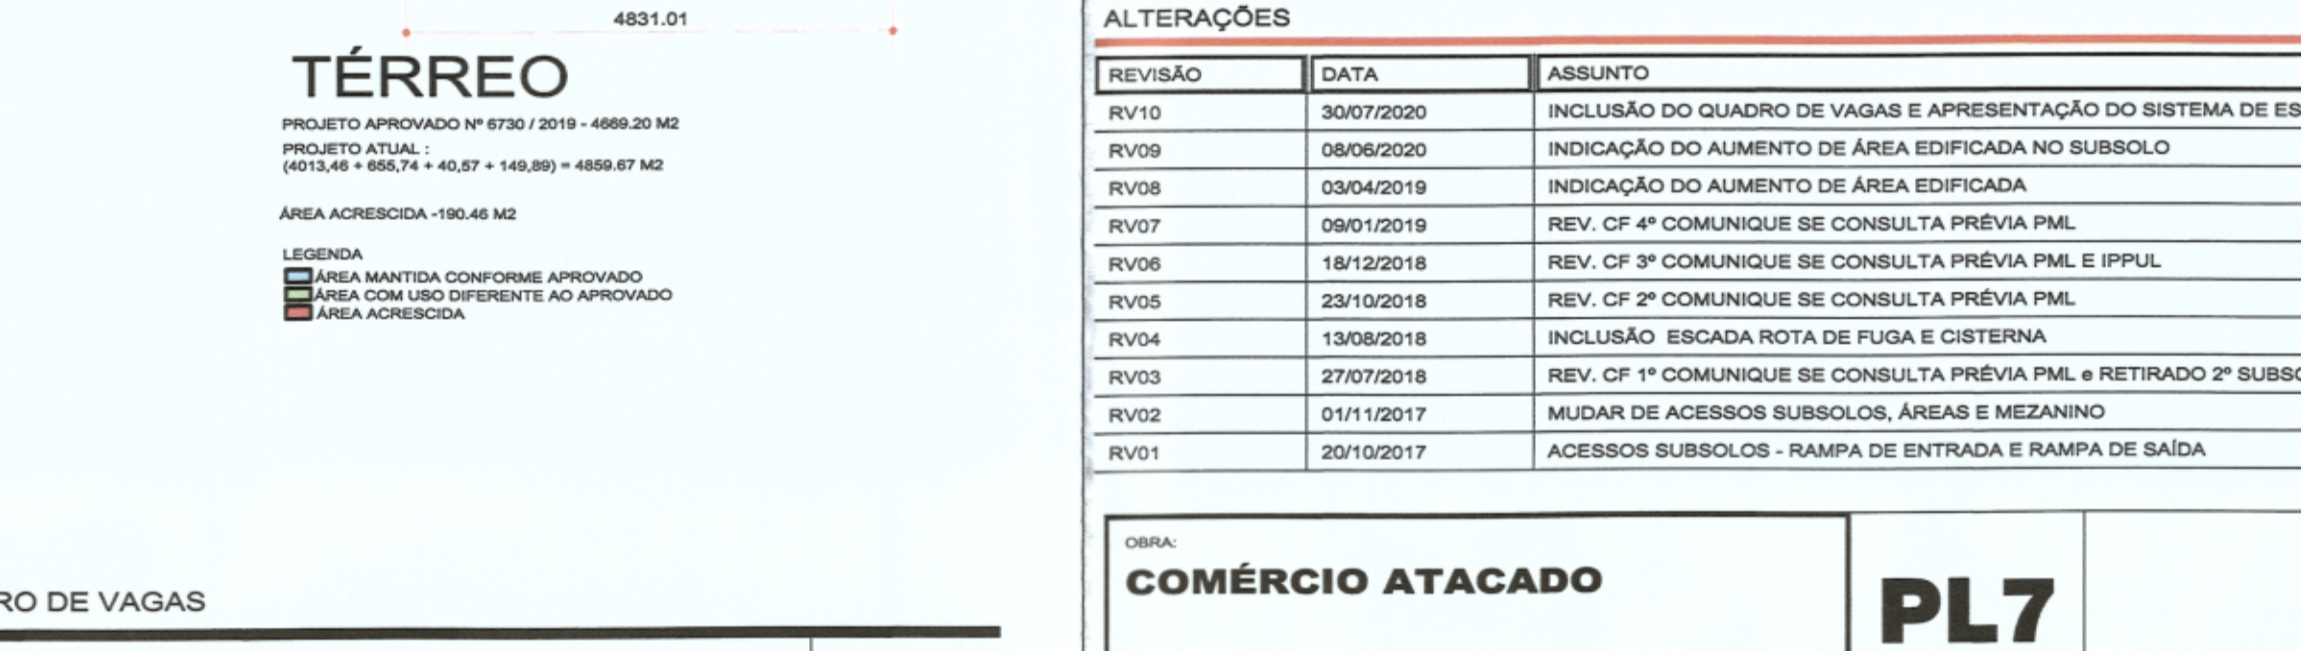 4831.01
TÉRREO
PROJETO APROVADO Nº 6730 / 2019 - 4669.20 M2
PROJETO ATUAL :
(4013,46 + 655,74 + 40,57 + 149,89) = 4859.67 M2
ÁREA ACRESCIDA -190.46 M2
LEGENDA
ÁREA MANTIDA CONFORME APROVADO
ÁREA COM USO DIFERENTE AO APROVADO
ÁREA ACRESCIDA
RO DE VAGAS
ALTERAÇÕES
REVISÃO DATA ASSUNTO
RV10 30/07/2020 INCLUSÃO DO QUADRO DE VAGAS E APRESENTAÇÃO DO SISTEMA DE ES
RV09 08/06/2020 INDICAÇÃO DO AUMENTO DE ÁREA EDIFICADA NO SUBSOLO
RV08 03/04/2019 INDICAÇÃO DO AUMENTO DE ÁREA EDIFICADA
RV07 09/01/2019 REV. CF 4º COMUNIQUE SE CONSULTA PRÉVIA PML
RV06 18/12/2018 REV. CF 3º COMUNIQUE SE CONSULTA PRÉVIA PML E IPPUL
RV05 23/10/2018 REV. CF 2º COMUNIQUE SE CONSULTA PRÉVIA PML
RV04 13/08/2018 INCLUSÃO ESCADA ROTA DE FUGA E CISTERNA
RV03 27/07/2018 REV. CF 1º COMUNIQUE SE CONSULTA PRÉVIA PML e RETIRADO 2º SUBSO
RV02 01/11/2017 MUDAR DE ACESSOS SUBSOLOS, ÁREAS E MEZANINO
RV01 20/10/2017 ACESSOS SUBSOLOS - RAMPA DE ENTRADA E RAMPA DE SAÍDA
OBRA:
COMÉRCIO ATACADO
PL7